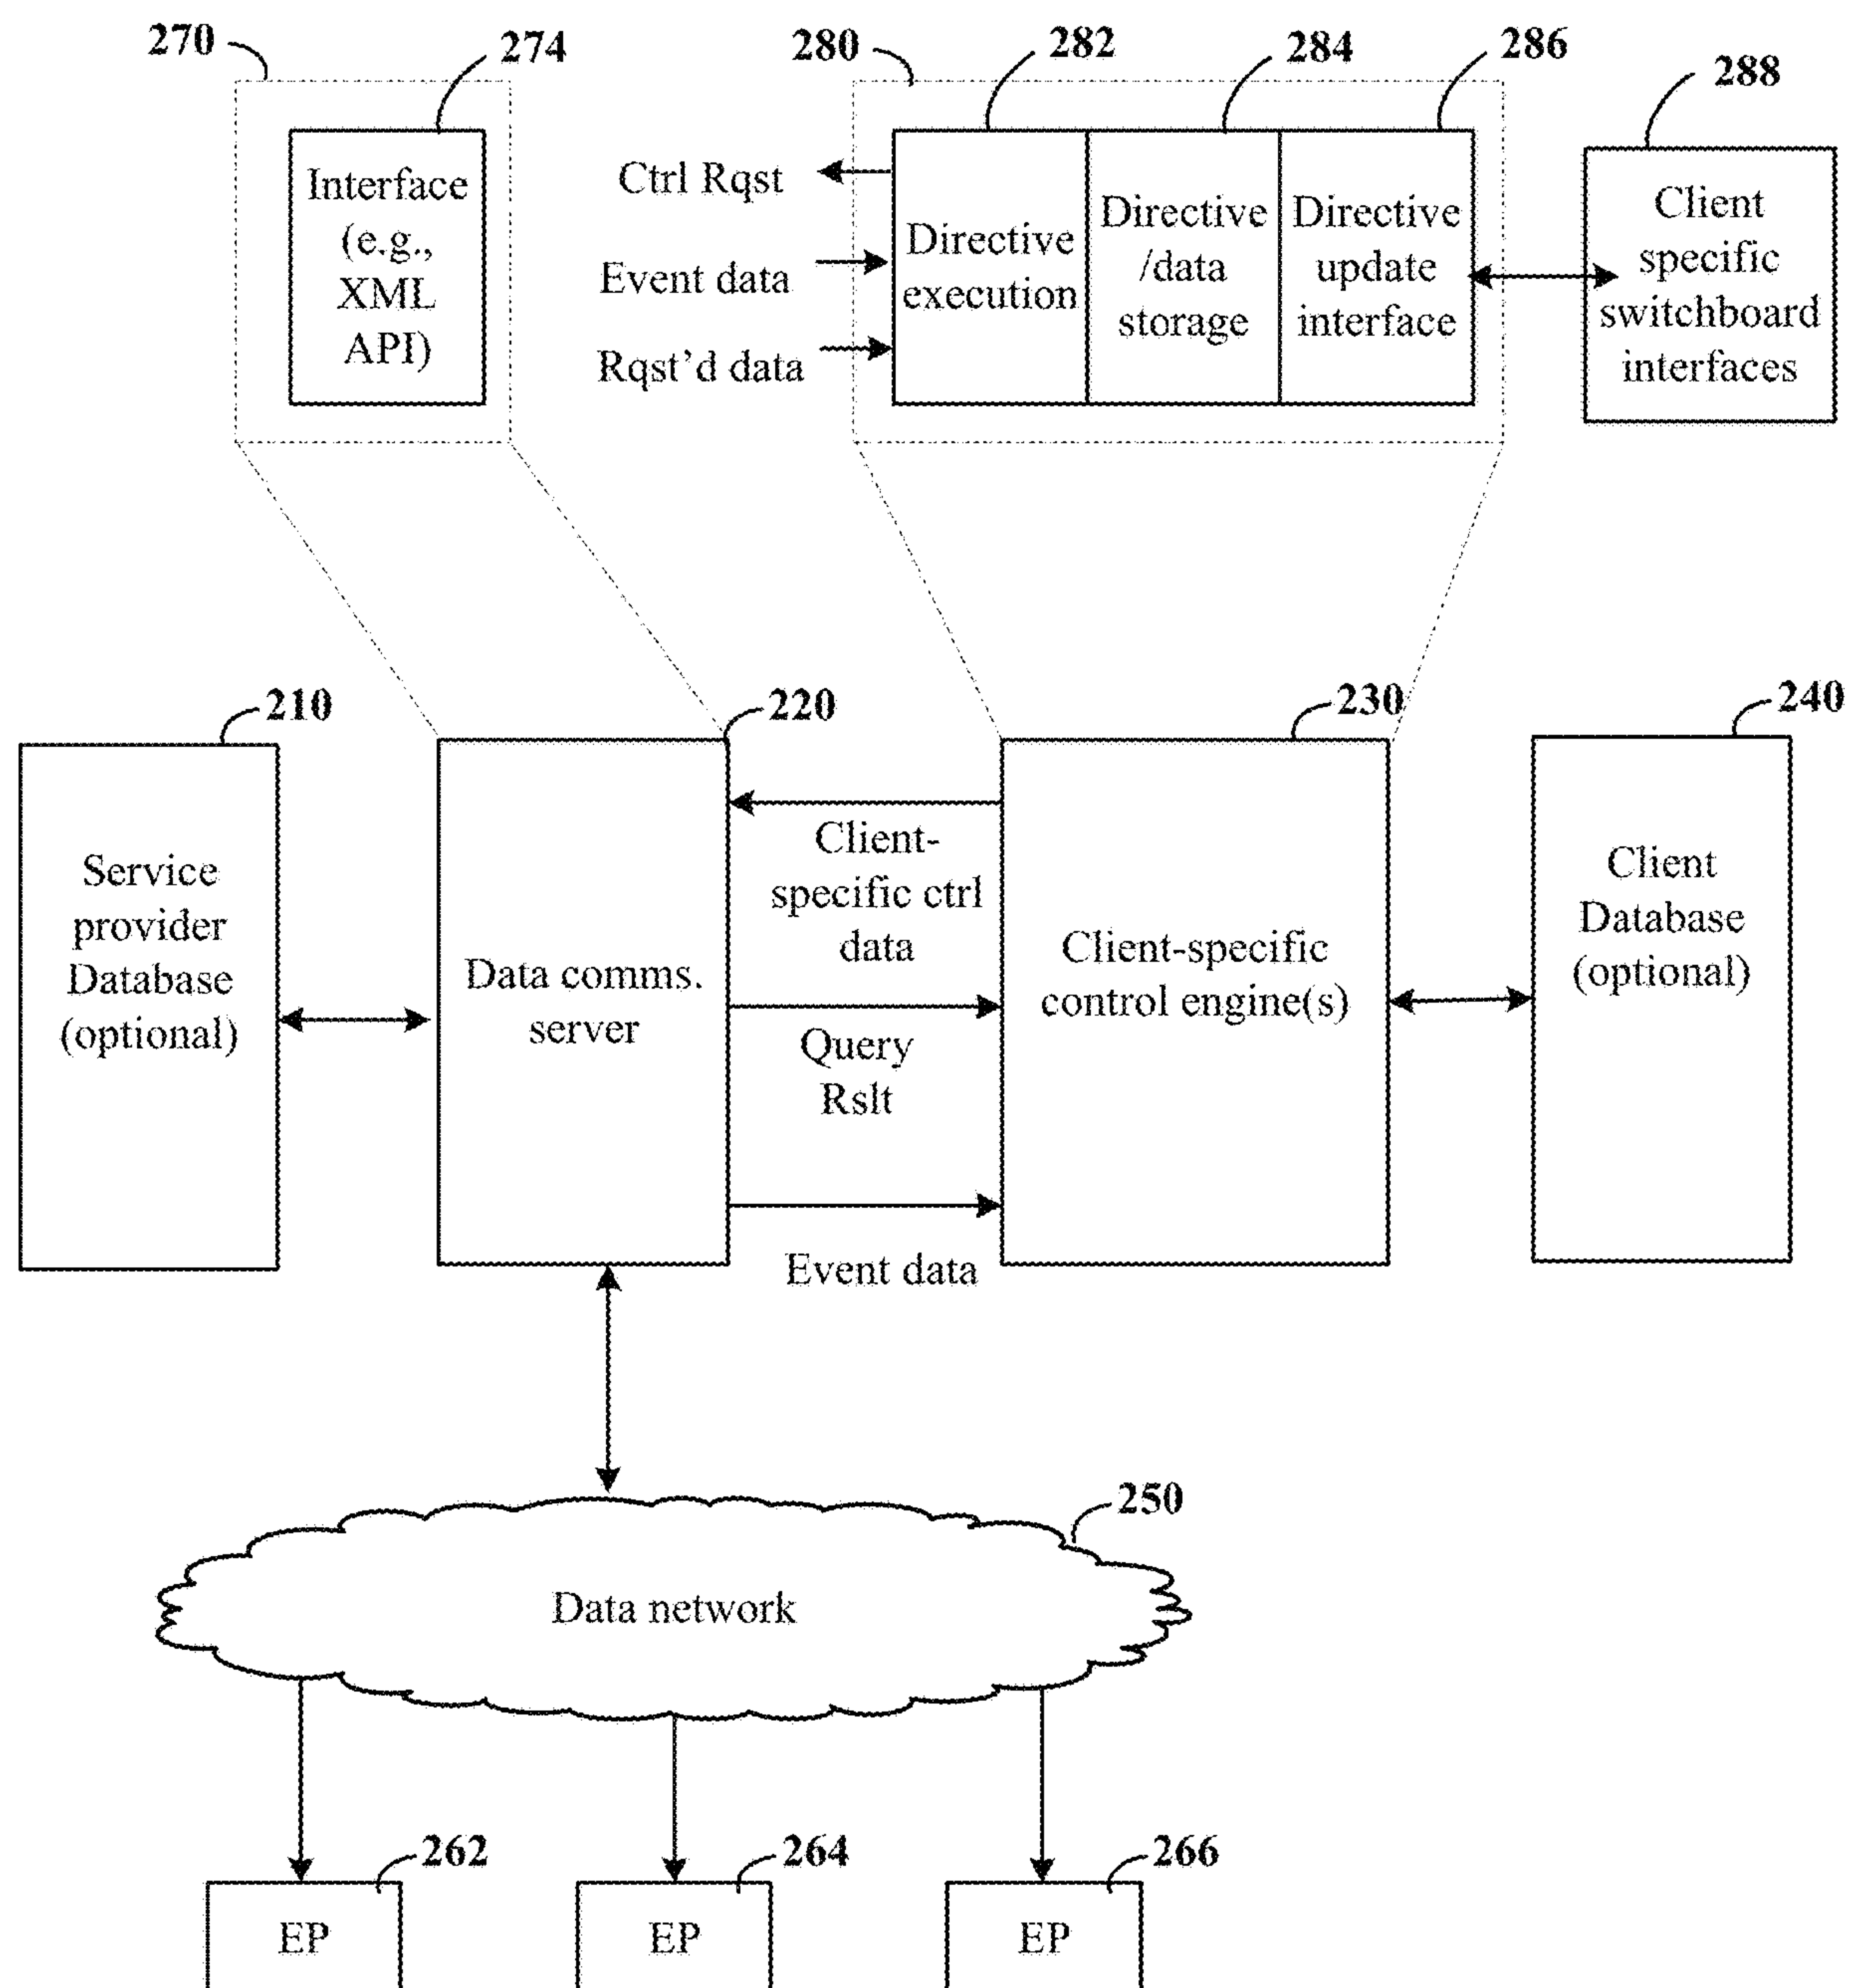 270
274
280
282
284
286
288
Interface
(e.g.,
XML
API)
Ctrl Rqst
Event data
Rqst'd data
Directive
execution
Directive
/data
storage
Directive
update
interface
Client
specific
switchboard
interfaces
210
220
230
240
Service
provider
Database
(optional)
Data comms.
server
Client-
specific ctrl
data
Query
Rslt
Event data
Client-specific
control engine(s)
Client
Database
(optional)
250
Data network
262
264
266
EP
EP
EP